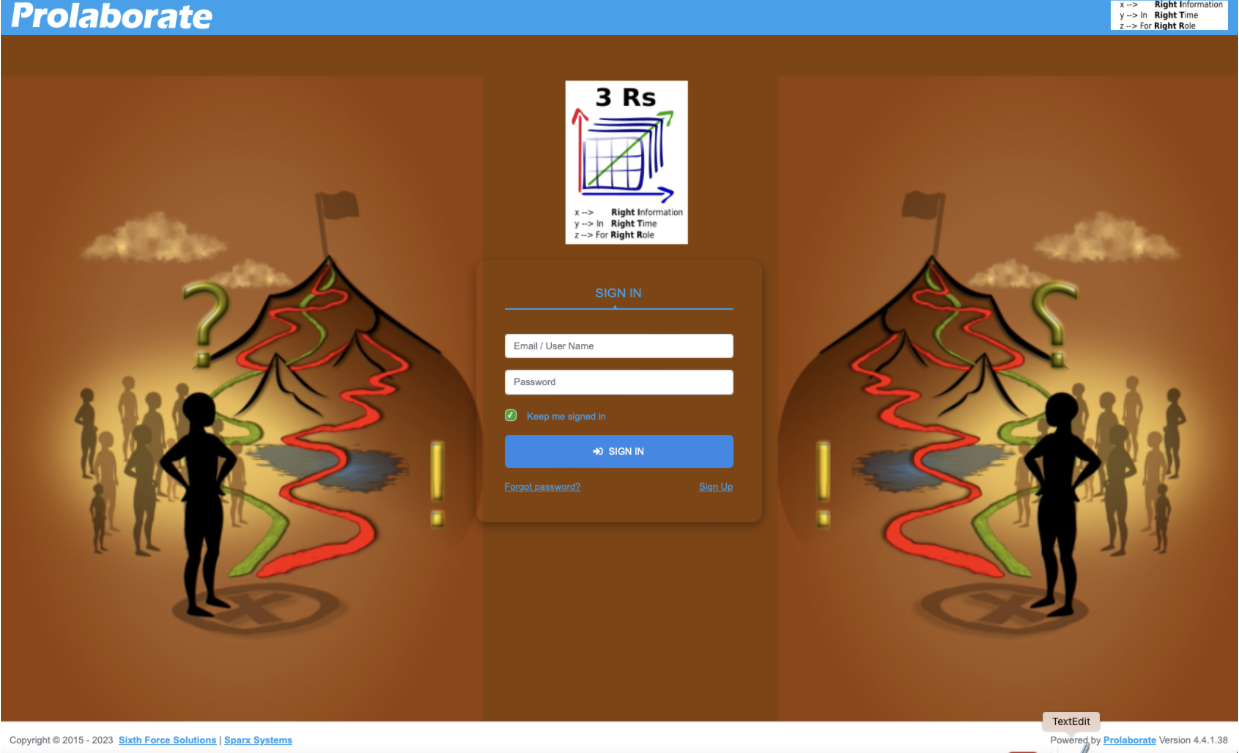 Prolaborate
x --> Right Information
y --> In Right Time
z --> For Right Role
3 Rs
x --> Right Information
y --> In Right Time
z --> For Right Role
SIGN IN
Email / User Name
Password
Keep me signed in
SIGN IN
Forgot password? Sign Up
TextEdit
Copyright © 2015 - 2023 Sixth Force Solutions | Sparx Systems Powered by Prolaborate Version 4.4.1.38